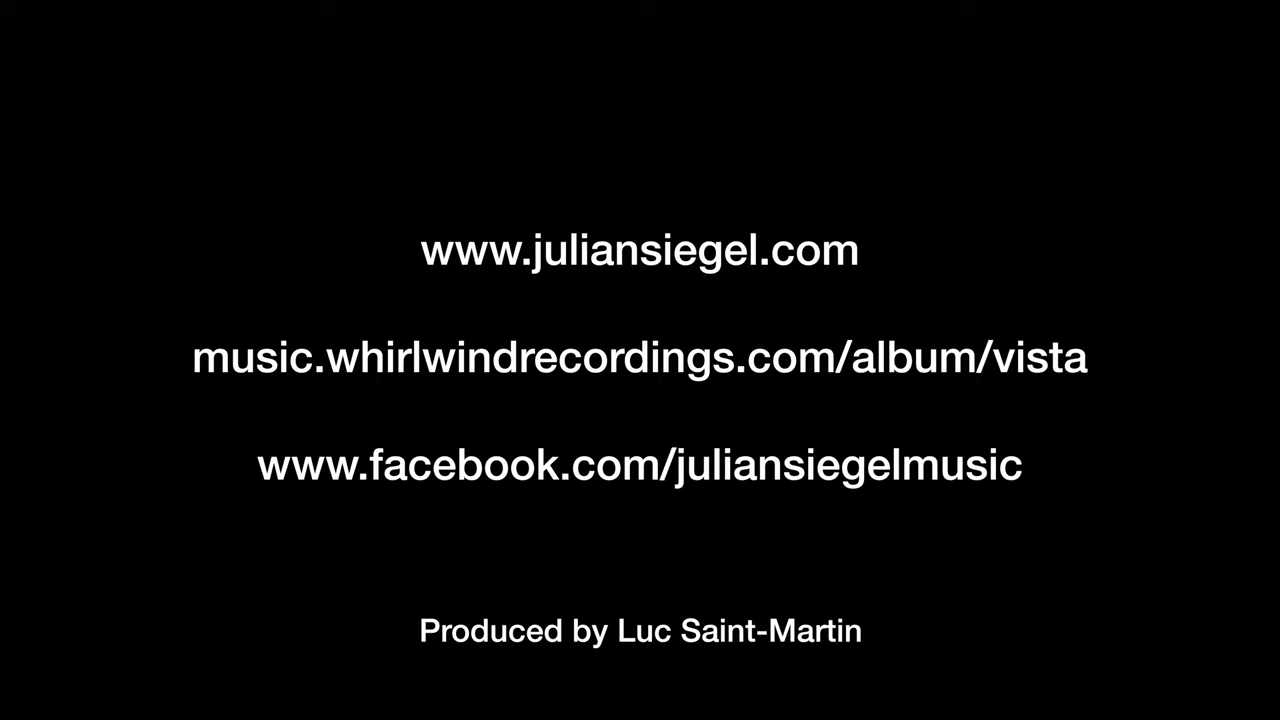 www.juliansiegel.com
music.whirlwindrecordings.com/album/vista
www.facebook.com/juliansiegelmusic
Produced by Luc Saint-Martin